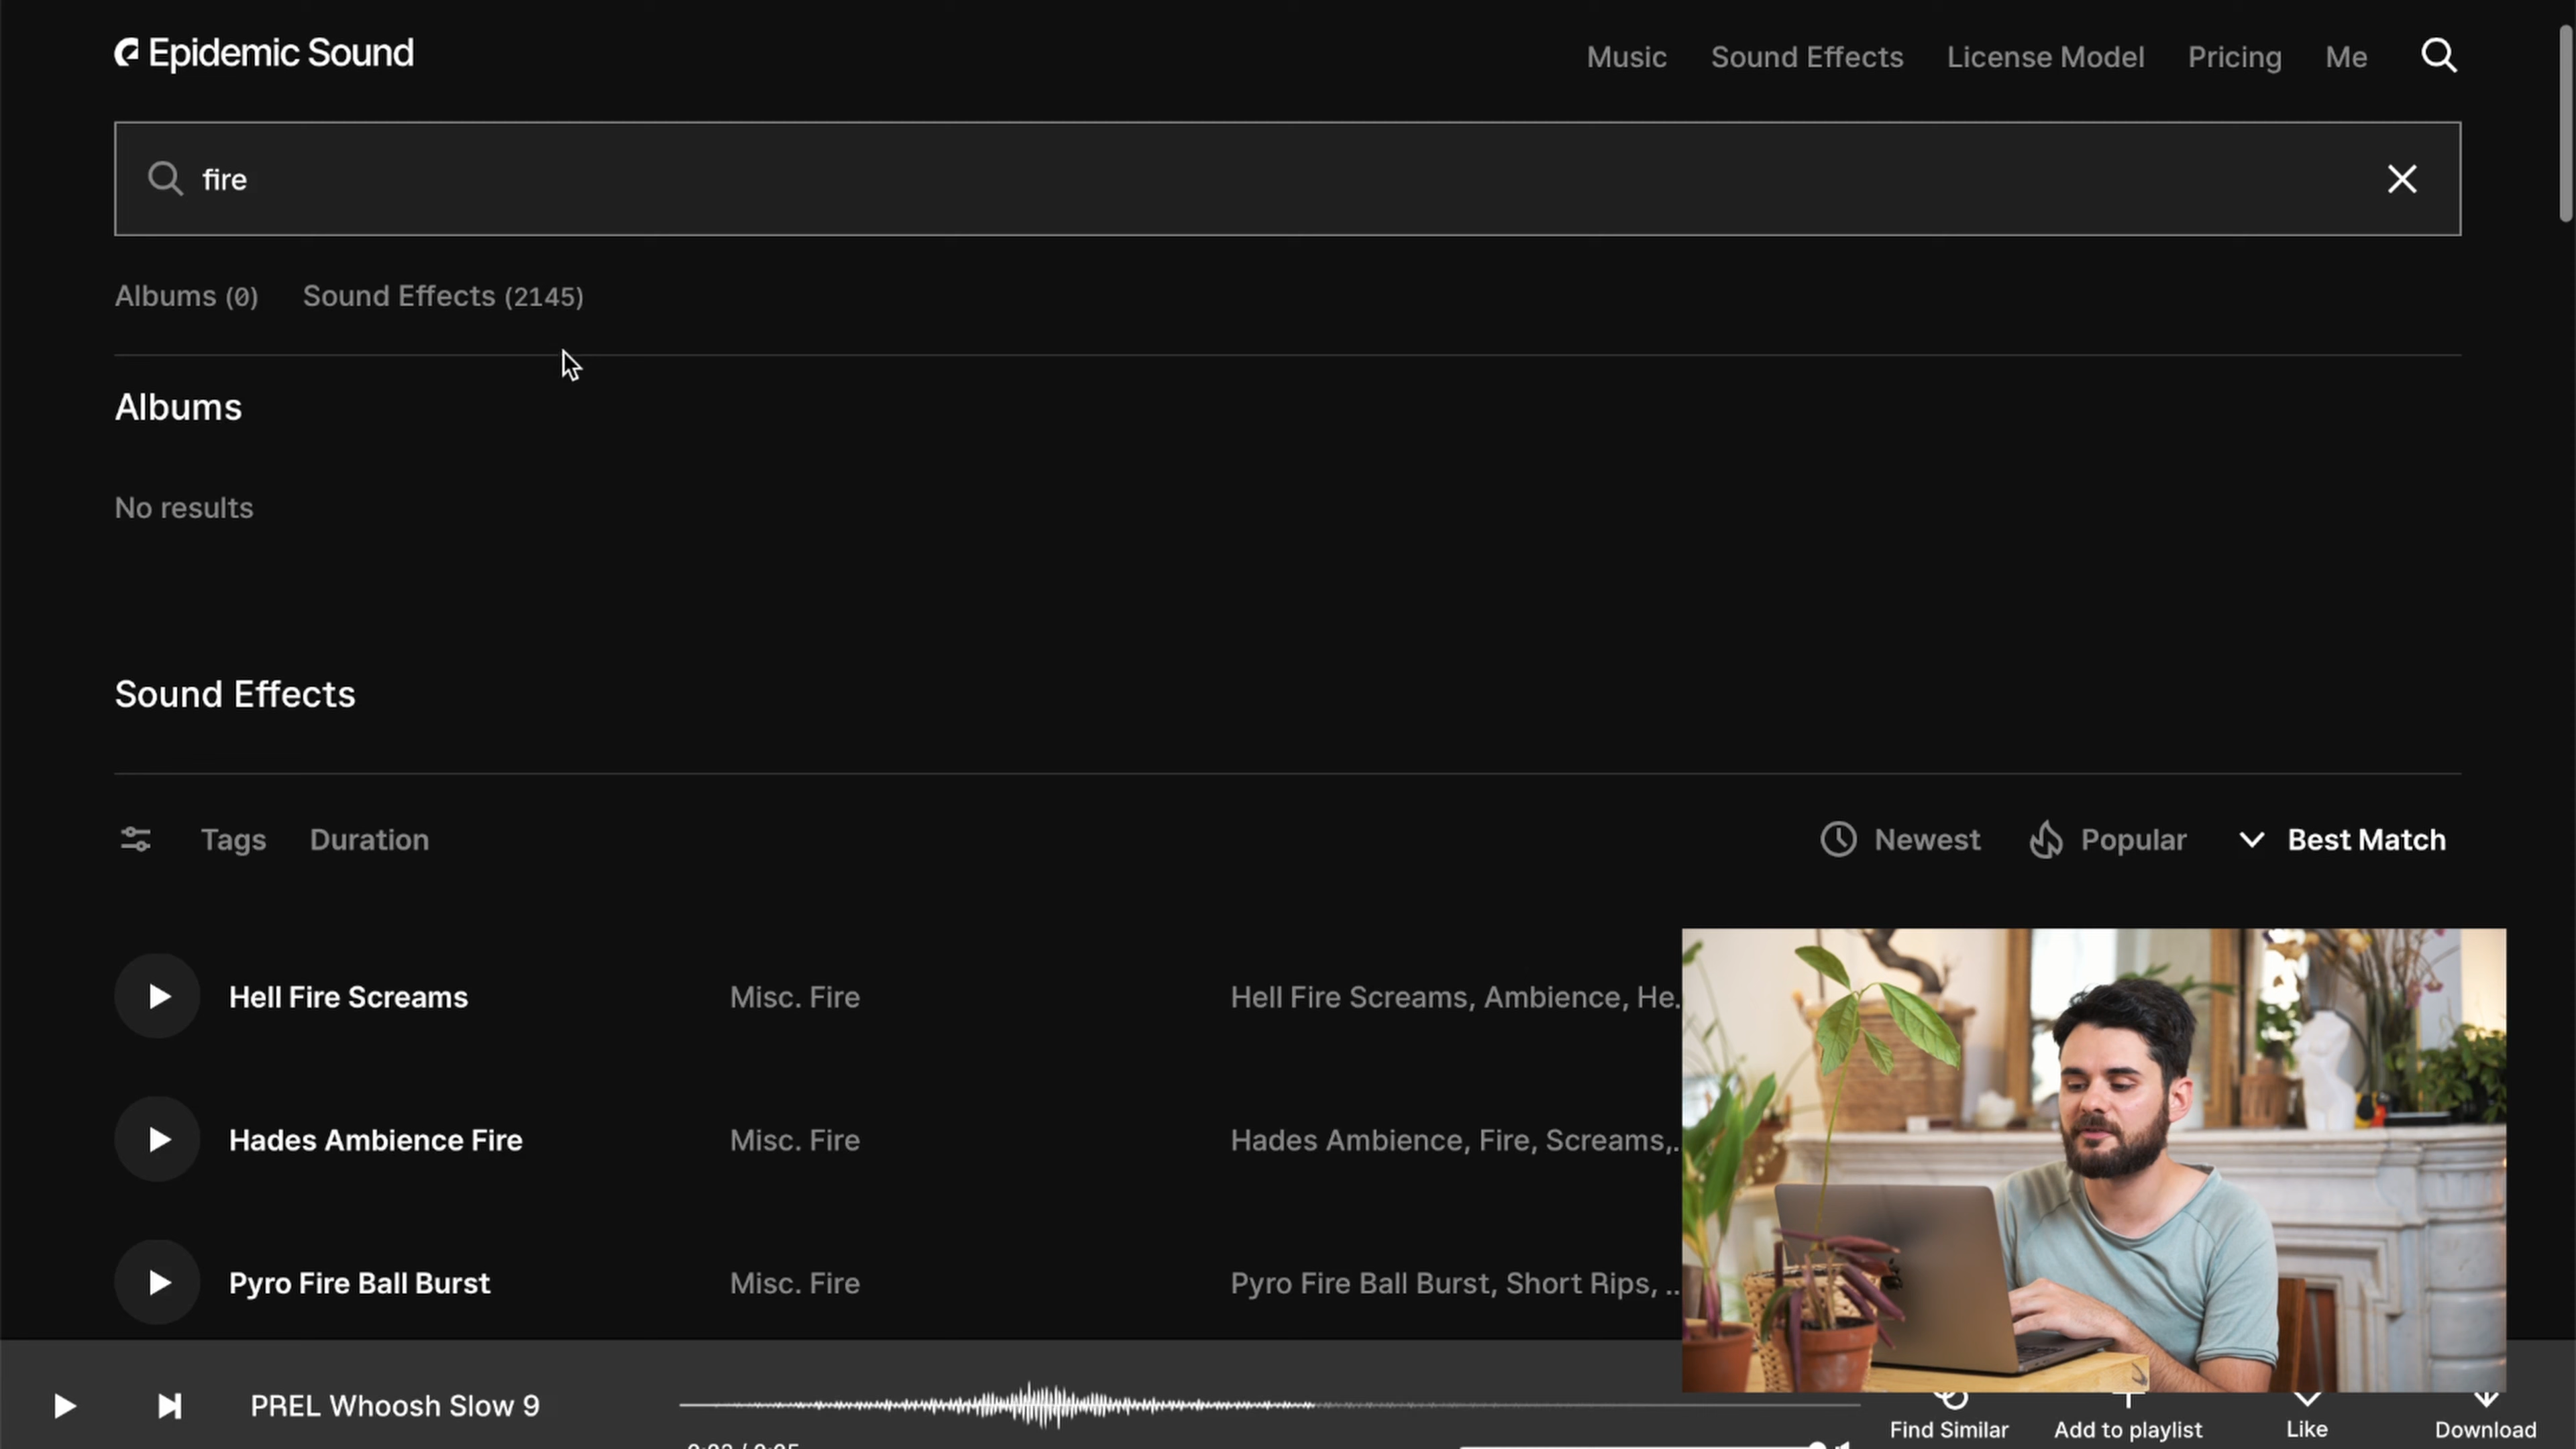 Epidemic Sound
Music Sound Effects License Model Pricing Me
fire
Albums (0) Sound Effects (2145)
Albums
No results
Sound Effects
Tags Duration Newest Popular Best Match
Hell Fire Screams Misc. Fire Hell Fire Screams, Ambience, He.
Hades Ambience Fire Misc. Fire Hades Ambience, Fire, Screams,.
Pyro Fire Ball Burst Misc. Fire Pyro Fire Ball Burst, Short Rips, ..
PREL Whoosh Slow 9
Find Similar Add to playlist Like Download